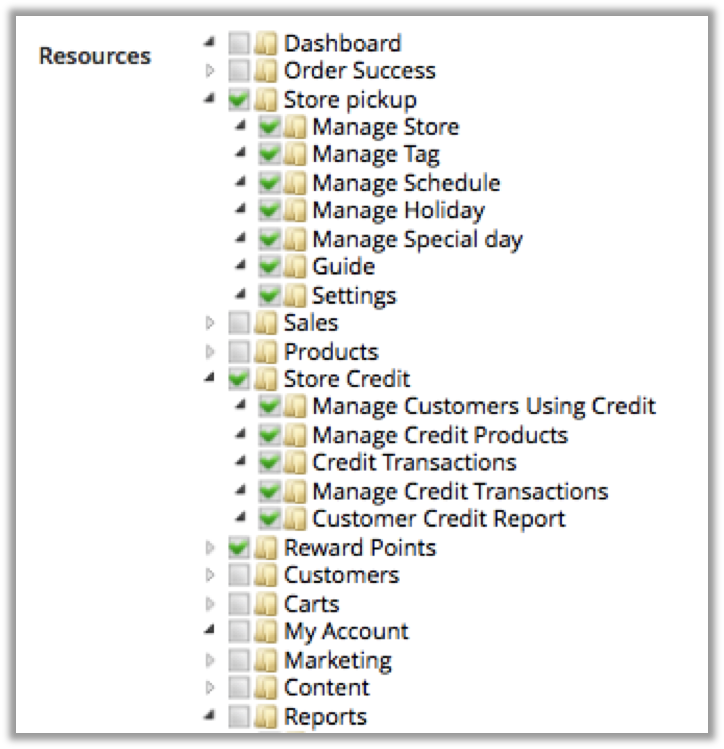 Resources
Dashboard
Order Success
Store pickup
Manage Store
Manage Tag
Manage Schedule
Manage Holiday
Manage Special day
Guide
Settings
Sales
Products
Store Credit
Manage Customers Using Credit
Manage Credit Products
Credit Transactions
Manage Credit Transactions
Customer Credit Report
Reward Points
Customers
Carts
My Account
Marketing
Content
Reports